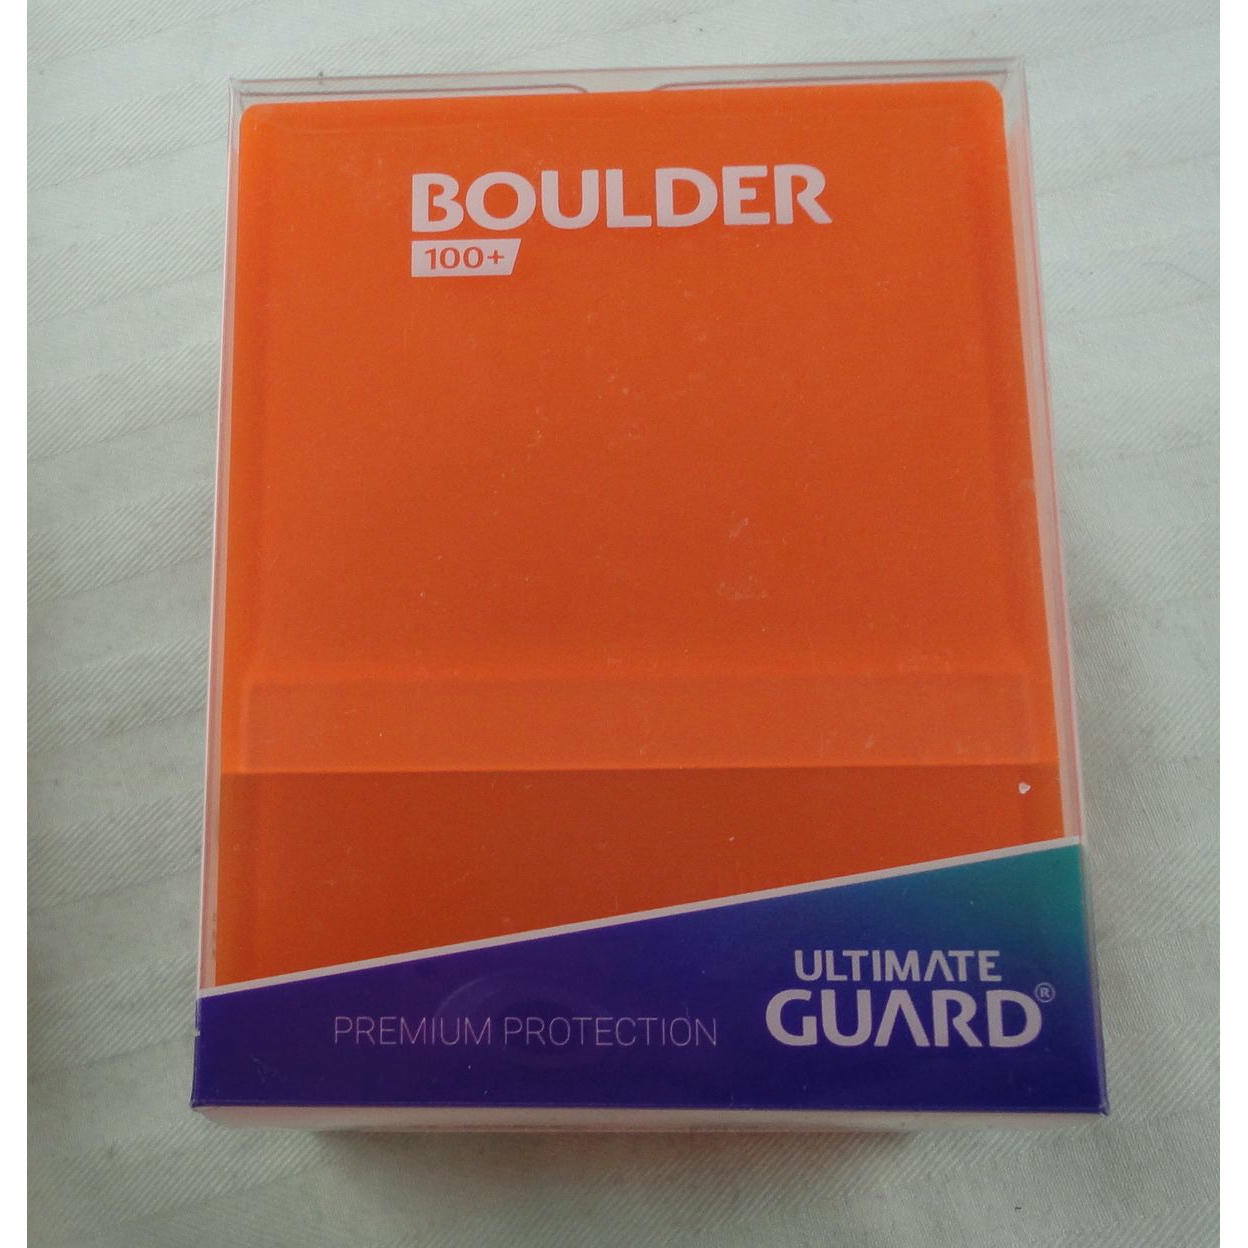 BOULDER
100+
ULTIMATE
GUARD®
PREMIUM PROTECTION